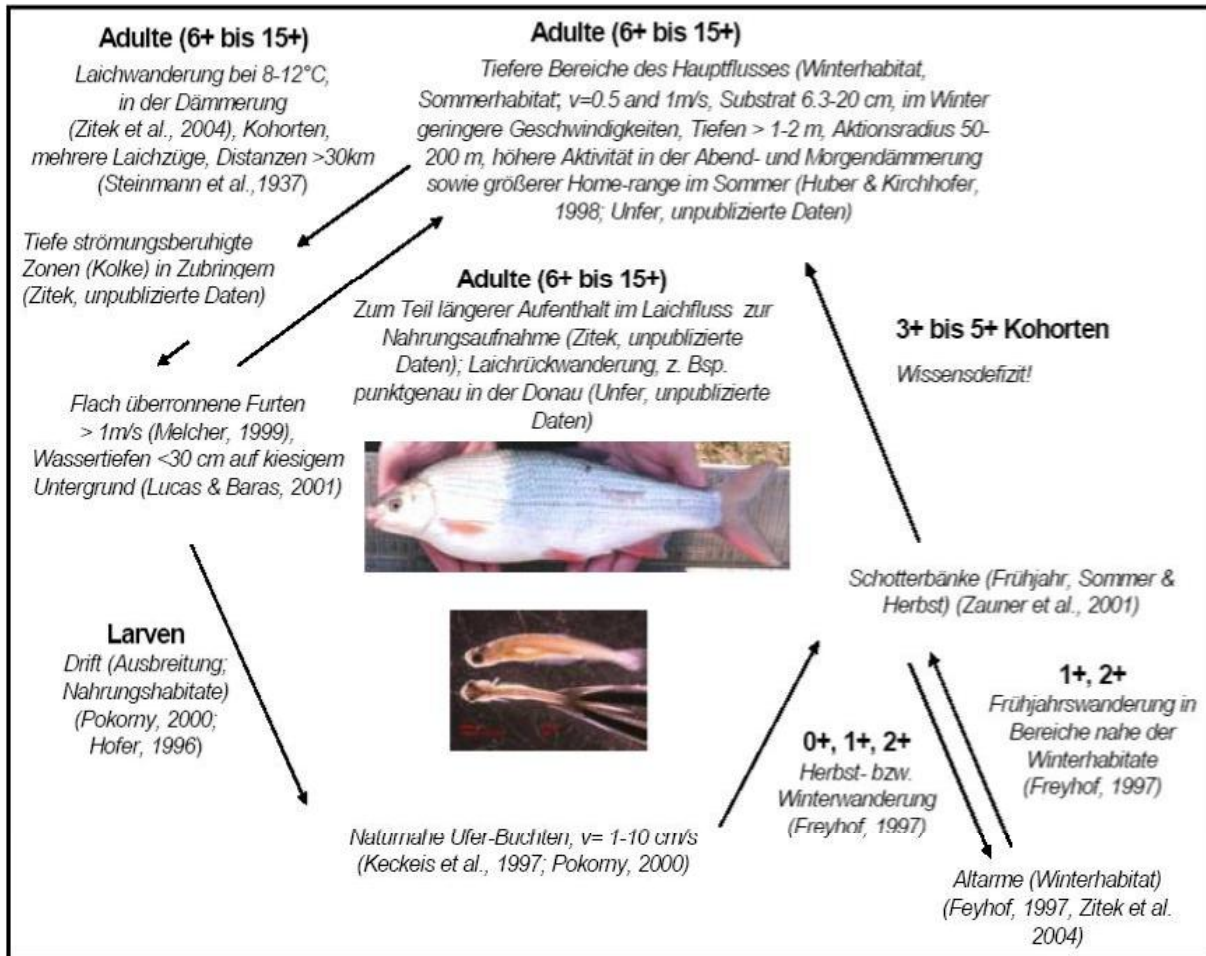 Adulte (6+ bis 15+)
Laichwanderung bei 8-12°C,
in der Dämmerung
(Zitek et al., 2004), Kohorten,
mehrere Laichzüge, Distanzen >30km
(Steinmann et al.,1937)
Adulte (6+ bis 15+)
Tiefere Bereiche des Hauptflusses (Winterhabitat,
Sommerhabitat; v=0.5 and 1m/s, Substrat 6.3-20 cm, im Winter
geringere Geschwindigkeiten, Tiefen > 1-2 m, Aktionsradius 50-
200 m, höhere Aktivität in der Abend- und Morgendämmerung
sowie größerer Home-range im Sommer (Huber & Kirchhofer,
1998; Unfer, unpublizierte Daten)
Tiefe strömungsberuhigte
Zonen (Kolke) in Zubringern
(Zitek, unpublizierte Daten)
Adulte (6+ bis 15+)
Zum Teil längerer Aufenthalt im Laichfluss zur
Nahrungsaufnahme (Zitek, unpublizierte
Daten); Laichrückwanderung, z. Bsp.
punktgenau in der Donau (Unfer, unpublizierte
Daten)
3+ bis 5+ Kohorten
Wissensdefizit!
Flach überronnene Furten
> 1m/s (Melcher, 1999),
Wassertiefen <30 cm auf kiesigem
Untergrund (Lucas & Baras, 2001)
Schotterbänke (Frühjahr, Sommer &
Herbst) (Zauner et al., 2001)
Larven
Drift (Ausbreitung;
Nahrungshabitate)
(Pokorny, 2000;
Hofer, 1996)
1+, 2+
Frühjahrswanderung in
Bereiche nahe der
Winterhabitate
(Freyhof, 1997)
0+, 1+, 2+
Herbst- bzw.
Winterwanderung
(Freyhof, 1997)
Naturnahe Ufer-Buchten, v= 1-10 cm/s
(Keckeis et al., 1997; Pokorny, 2000)
Altarme (Winterhabitat)
(Feyhof, 1997, Zitek et al.
2004)